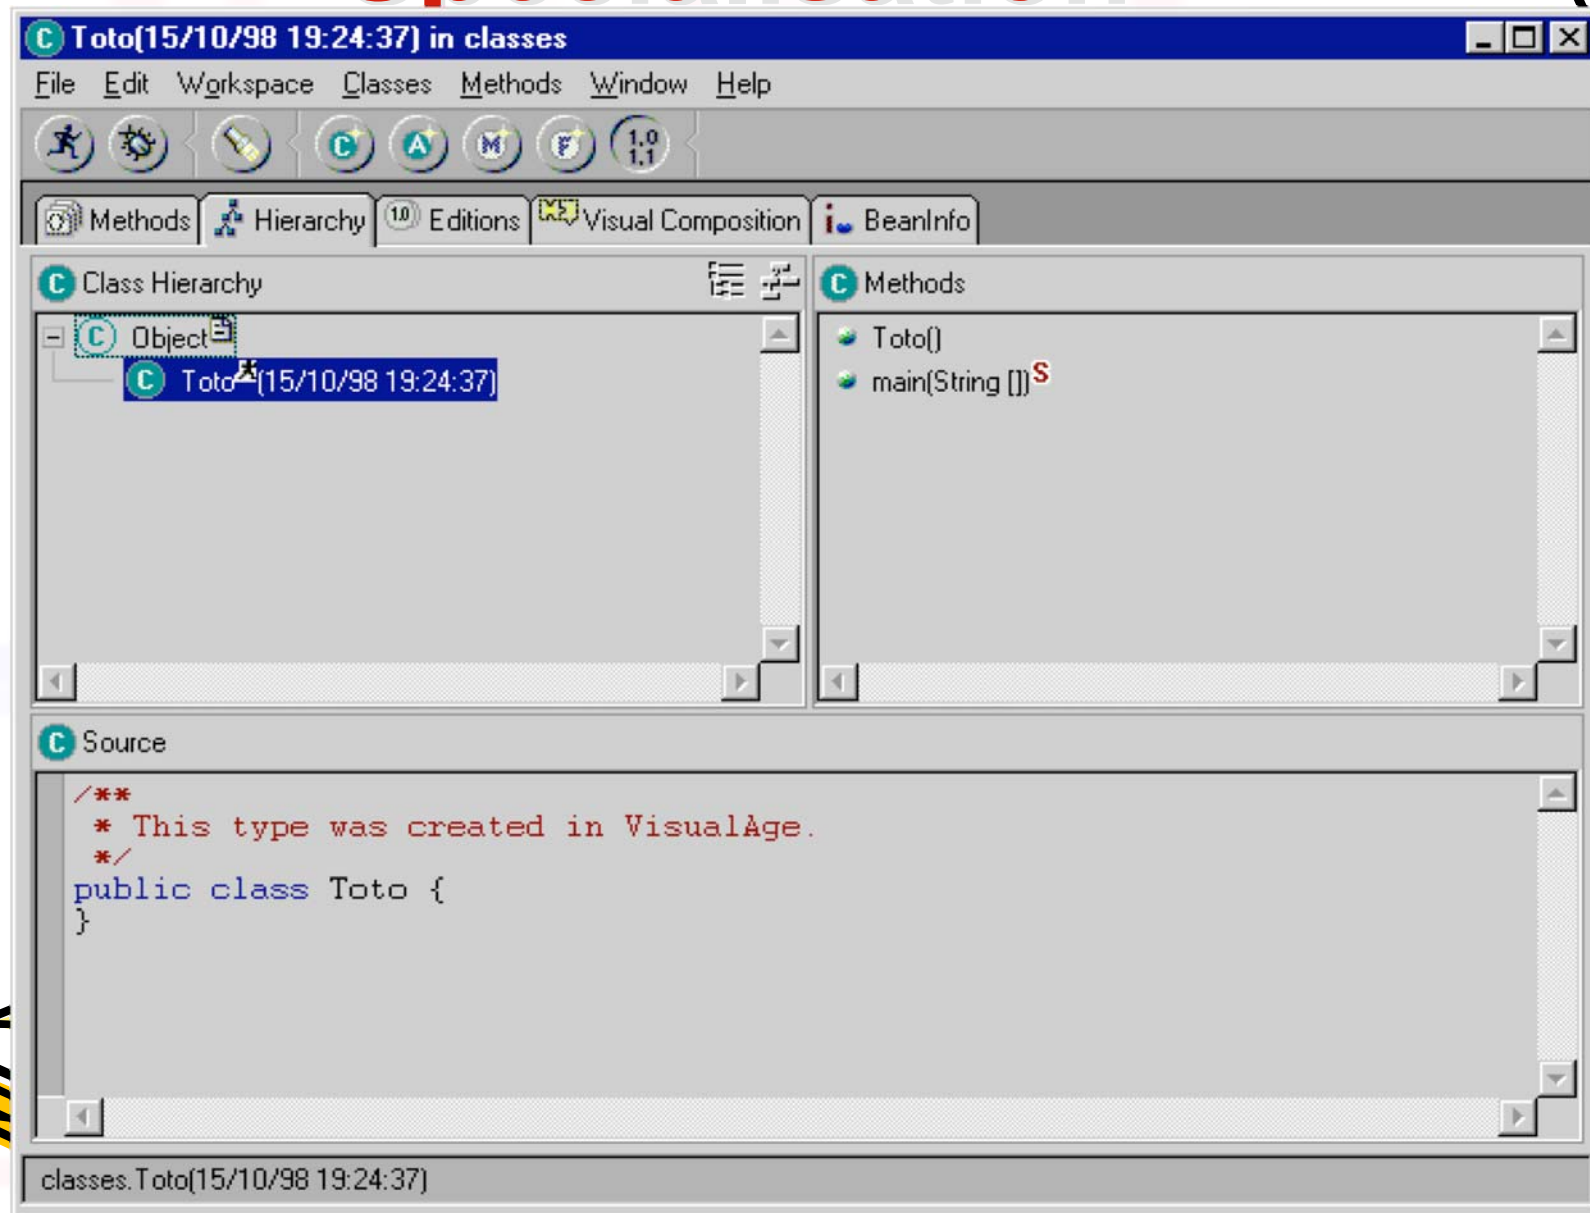 Spécialisation (
Toto(15/10/98 19:24:37) in classes
File Edit Workspace Classes Methods Window Help
C A M F 1.0 1.1
Methods Hierarchy 1.0 Editions Visual Composition BeanInfo
C Class Hierarchy
C Object
C Toto (15/10/98 19:24:37)
C Methods
Toto()
main(String []) S
C Source
/**
* This type was created in VisualAge.
*/
public class Toto {
}
classes.Toto(15/10/98 19:24:37)